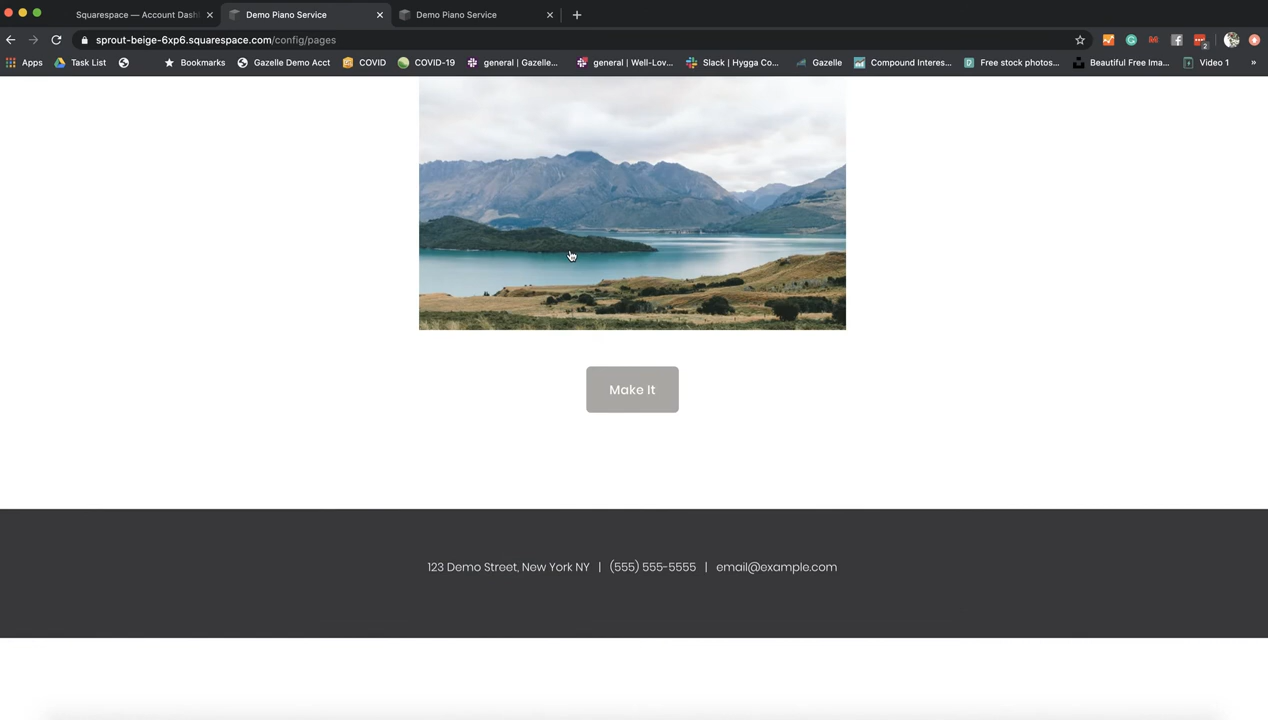 Squarespace — Account Dash
Demo Piano Service
Demo Piano Service
sprout-beige-6xp6.squarespace.com/config/pages
Apps Task List Bookmarks Gazelle Demo Acct COVID COVID-19 general | Gazelle... general | Well-Lov... Slack | Hygga Co... Gazelle Compound Interes... Free stock photos... Beautiful Free Ima... Video 1 »
2
Make It
123 Demo Street, New York NY | (555) 555-5555 | email@example.com